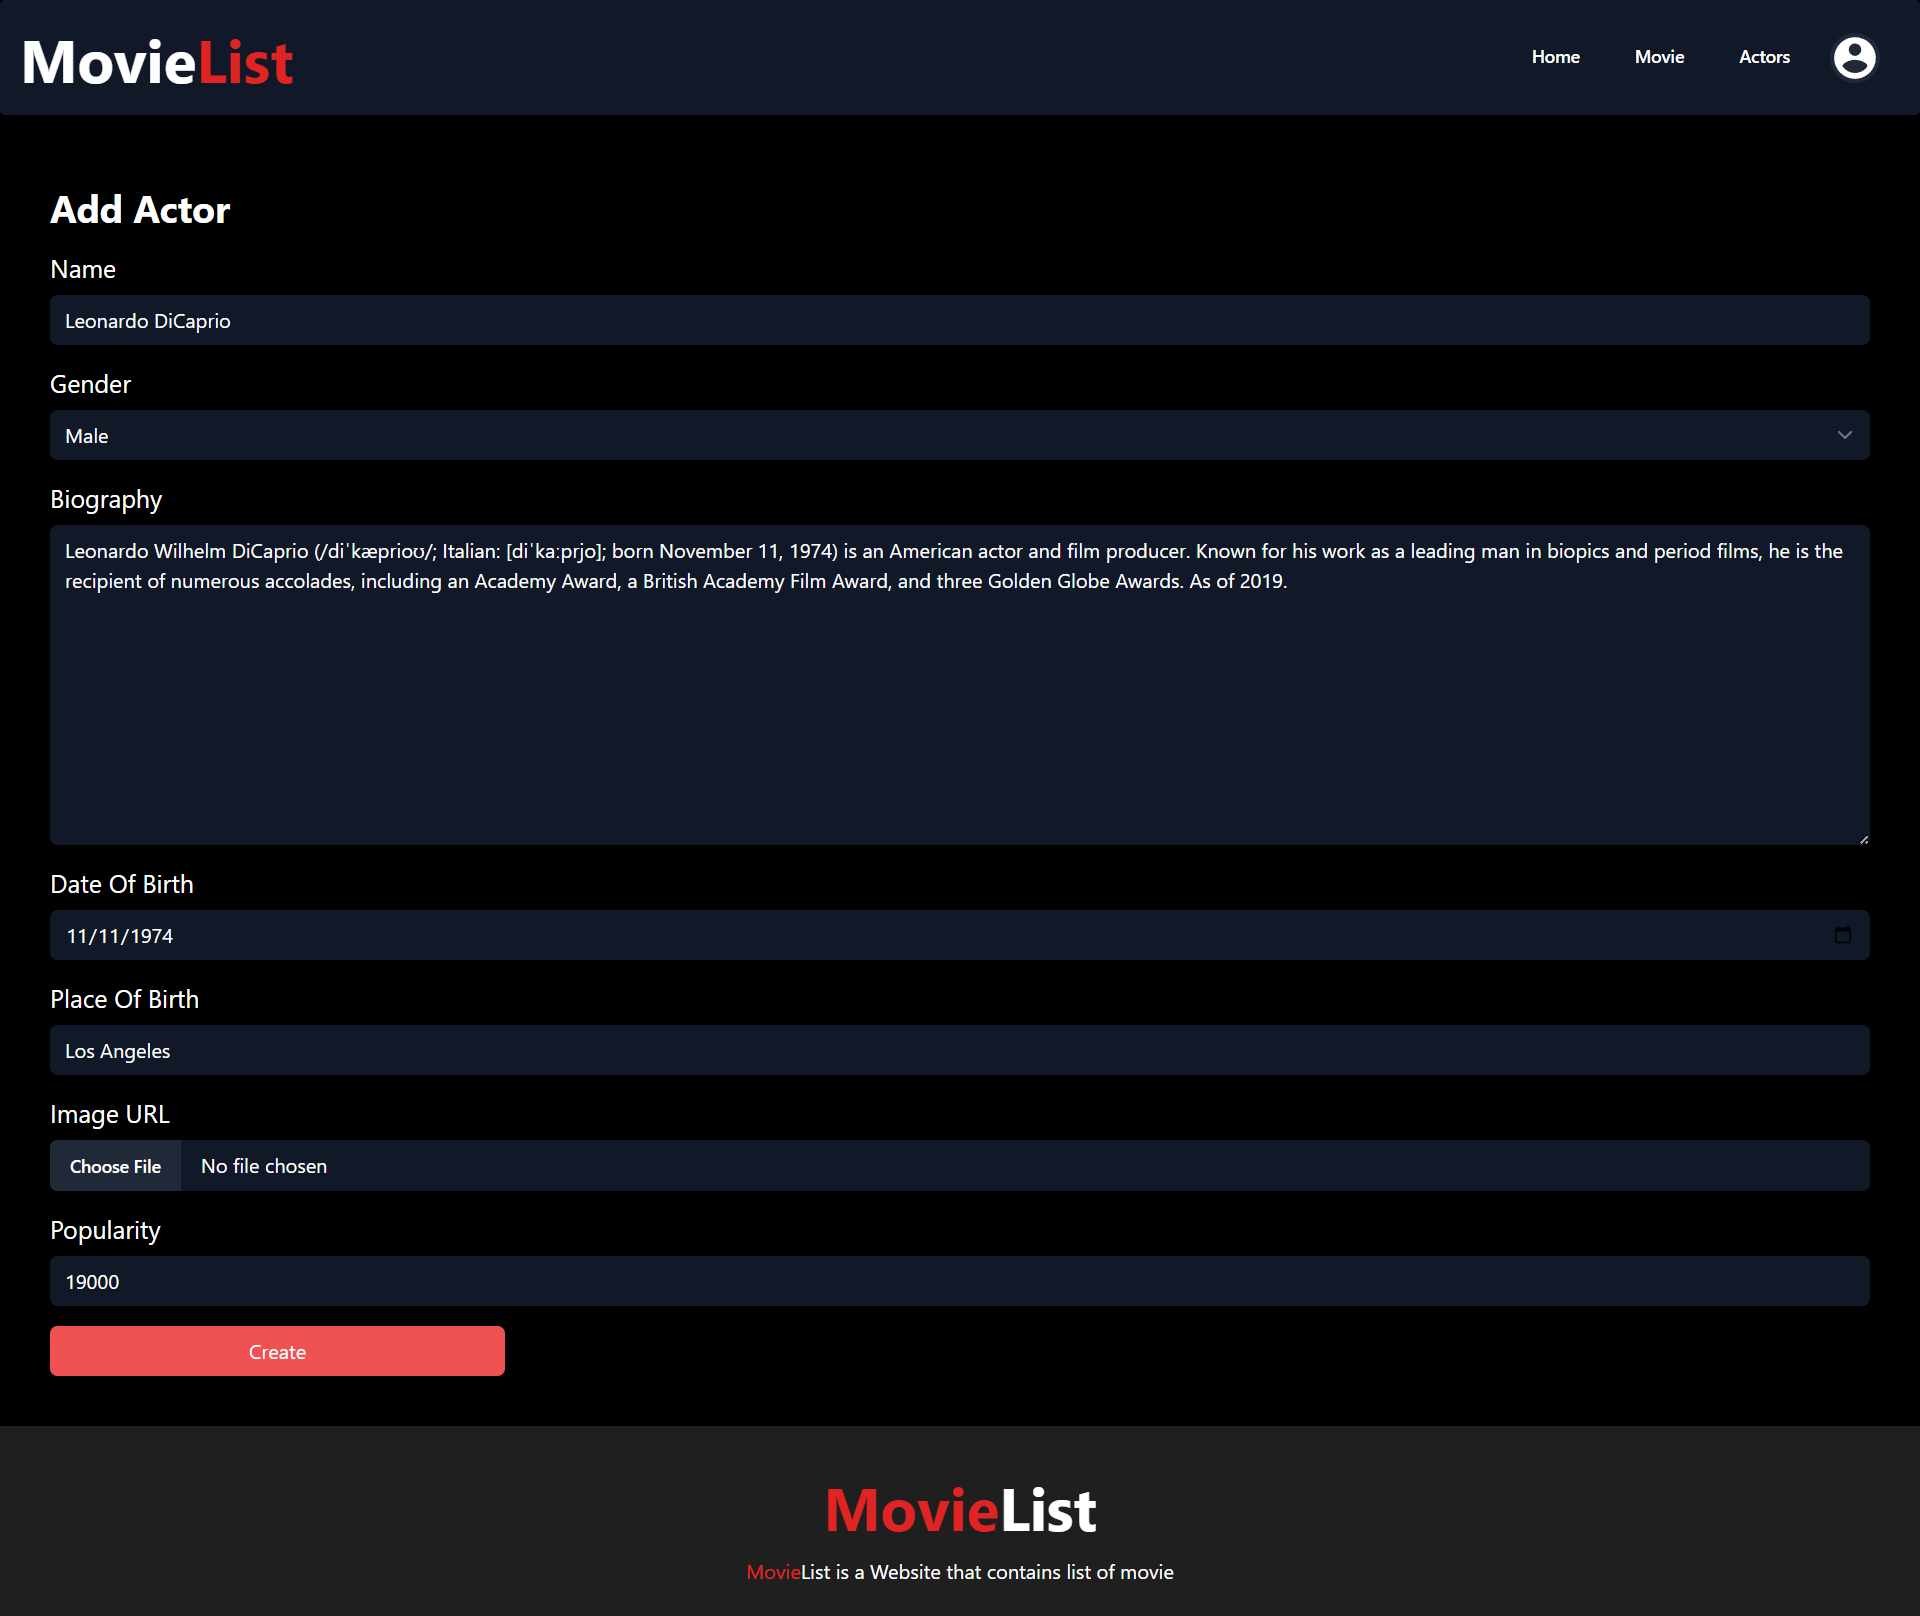 MovieList
Home Movie Actors
Add Actor
Name
Leonardo DiCaprio
Gender
Male
Biography
Leonardo Wilhelm DiCaprio (/diˈkæprioʊ/; Italian: [diˈkaːprjo]; born November 11, 1974) is an American actor and film producer. Known for his work as a leading man in biopics and period films, he is the
recipient of numerous accolades, including an Academy Award, a British Academy Film Award, and three Golden Globe Awards. As of 2019.
Date Of Birth
11/11/1974
Place Of Birth
Los Angeles
Image URL
Choose File No file chosen
Popularity
19000
Create
MovieList
MovieList is a Website that contains list of movie